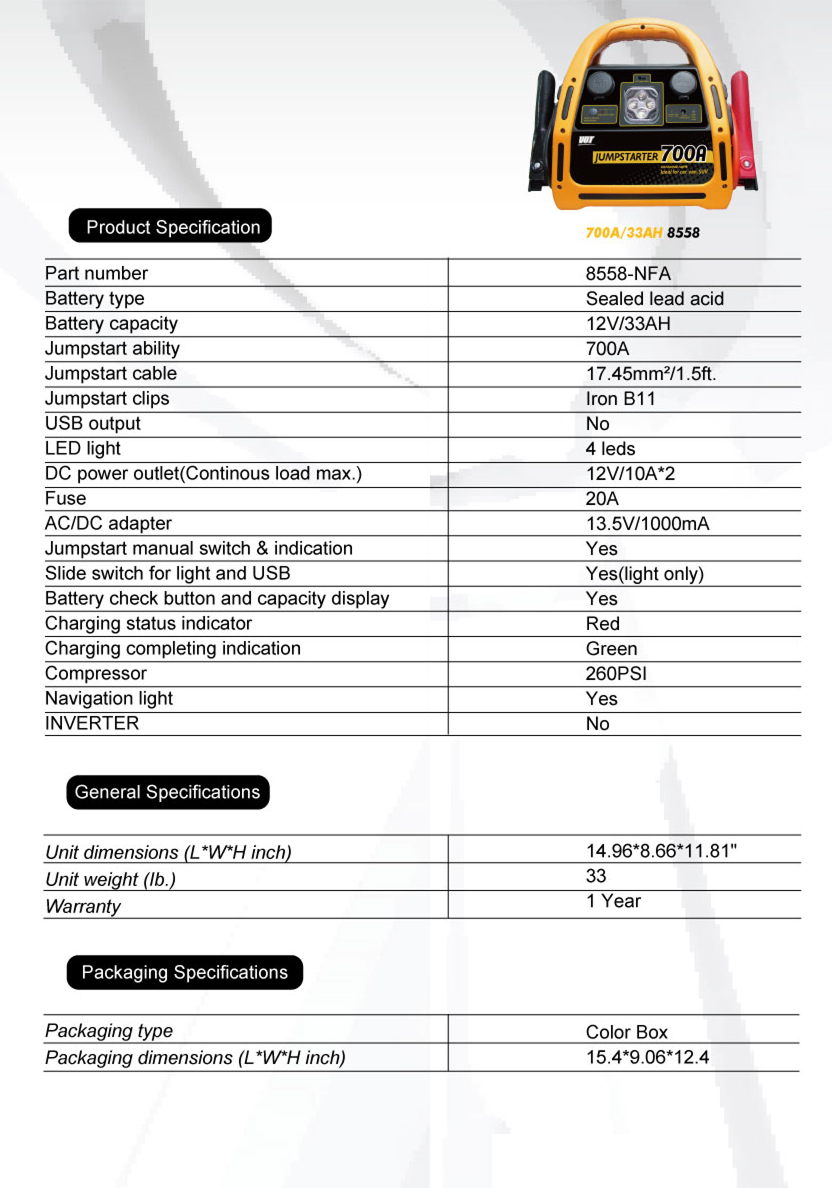 VOT
JUMPSTARTER 700A
Ideal for car, van, SUV
Product Specification
700A/33AH 8558
Part number 8558-NFA
Battery type Sealed lead acid
Battery capacity 12V/33AH
Jumpstart ability 700A
Jumpstart cable 17.45mm²/1.5ft.
Jumpstart clips Iron B11
USB output No
LED light 4 leds
DC power outlet(Continous load max.) 12V/10A*2
Fuse 20A
AC/DC adapter 13.5V/1000mA
Jumpstart manual switch & indication Yes
Slide switch for light and USB Yes(light only)
Battery check button and capacity display Yes
Charging status indicator Red
Charging completing indication Green
Compressor 260PSI
Navigation light Yes
INVERTER No
General Specifications
Unit dimensions (L*W*H inch) 14.96*8.66*11.81"
Unit weight (lb.) 33
Warranty 1 Year
Packaging Specifications
Packaging type Color Box
Packaging dimensions (L*W*H inch) 15.4*9.06*12.4